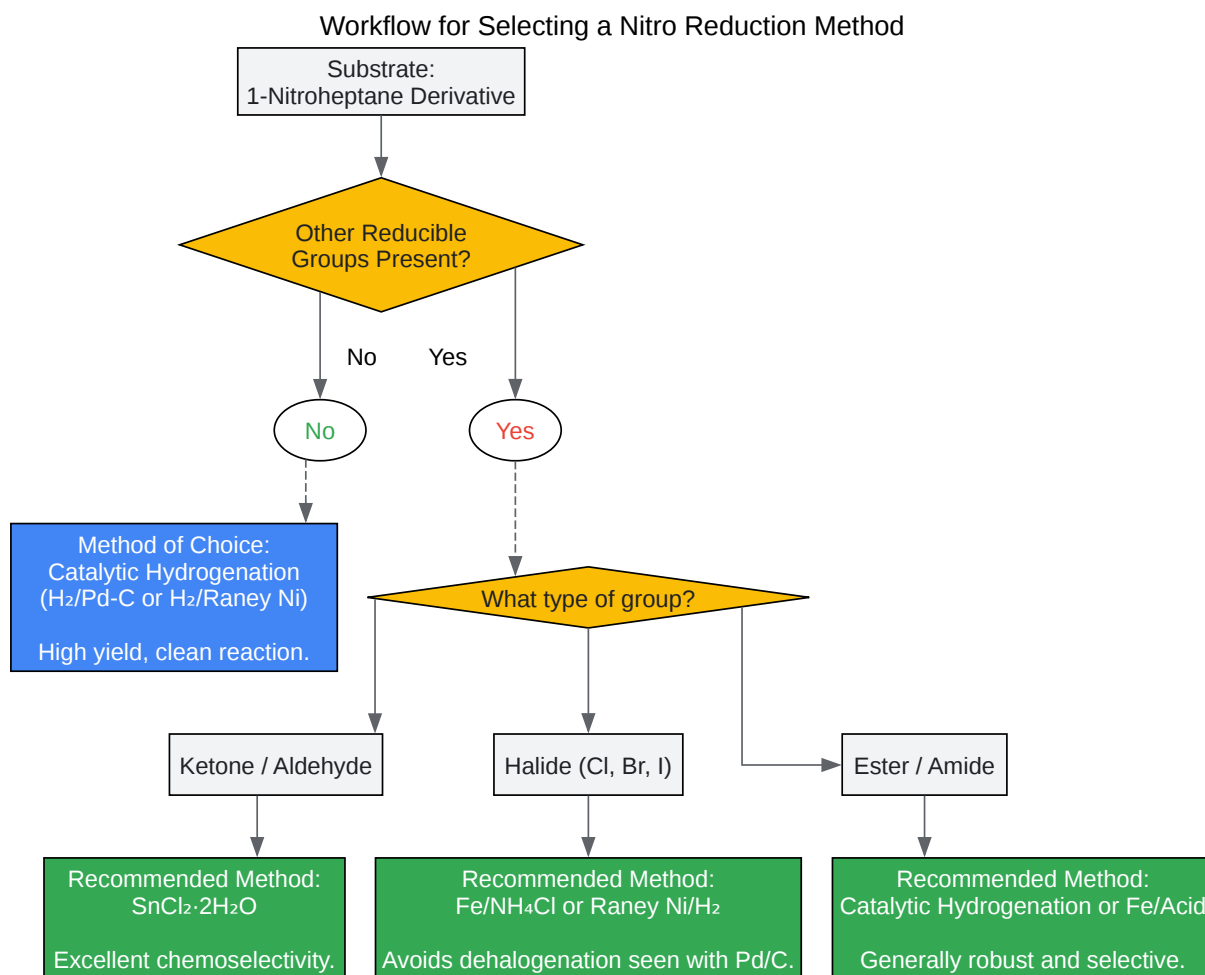 Workflow for Selecting a Nitro Reduction Method
Substrate:
1-Nitroheptane Derivative
Other Reducible
Groups Present?
No
Yes
No
Yes
Method of Choice:
Catalytic Hydrogenation
(H₂/Pd-C or H₂/Raney Ni)
High yield, clean reaction.
What type of group?
Ketone / Aldehyde
Halide (Cl, Br, I)
Ester / Amide
Recommended Method:
SnCl₂·2H₂O
Excellent chemoselectivity.
Recommended Method:
Fe/NH₄Cl or Raney Ni/H₂
Avoids dehalogenation seen with Pd/C.
Recommended Method:
Catalytic Hydrogenation or Fe/Acid
Generally robust and selective.